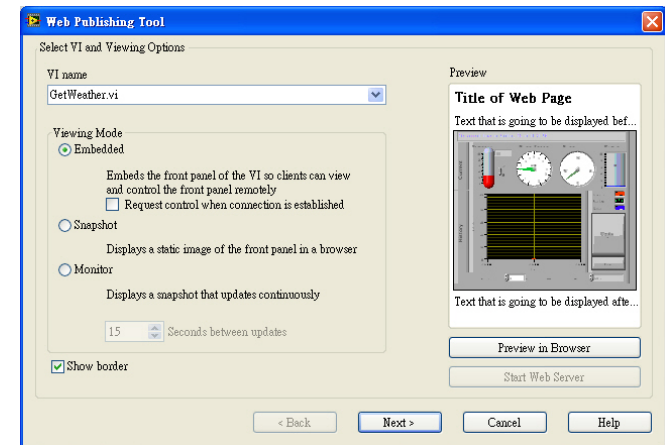 Web Publishing Tool
Select VI and Viewing Options
VI name
GetWeather.vi
Viewing Mode
Embedded
Embeds the front panel of the VI so clients can view
and control the front panel remotely
Request control when connection is established
Snapshot
Displays a static image of the front panel in a browser
Monitor
Displays a snapshot that updates continuously
15 Seconds between updates
Show border
Preview
Title of Web Page
Text that is going to be displayed bef...
Text that is going to be displayed afte...
Preview in Browser
Start Web Server
< Back Next > Cancel Help